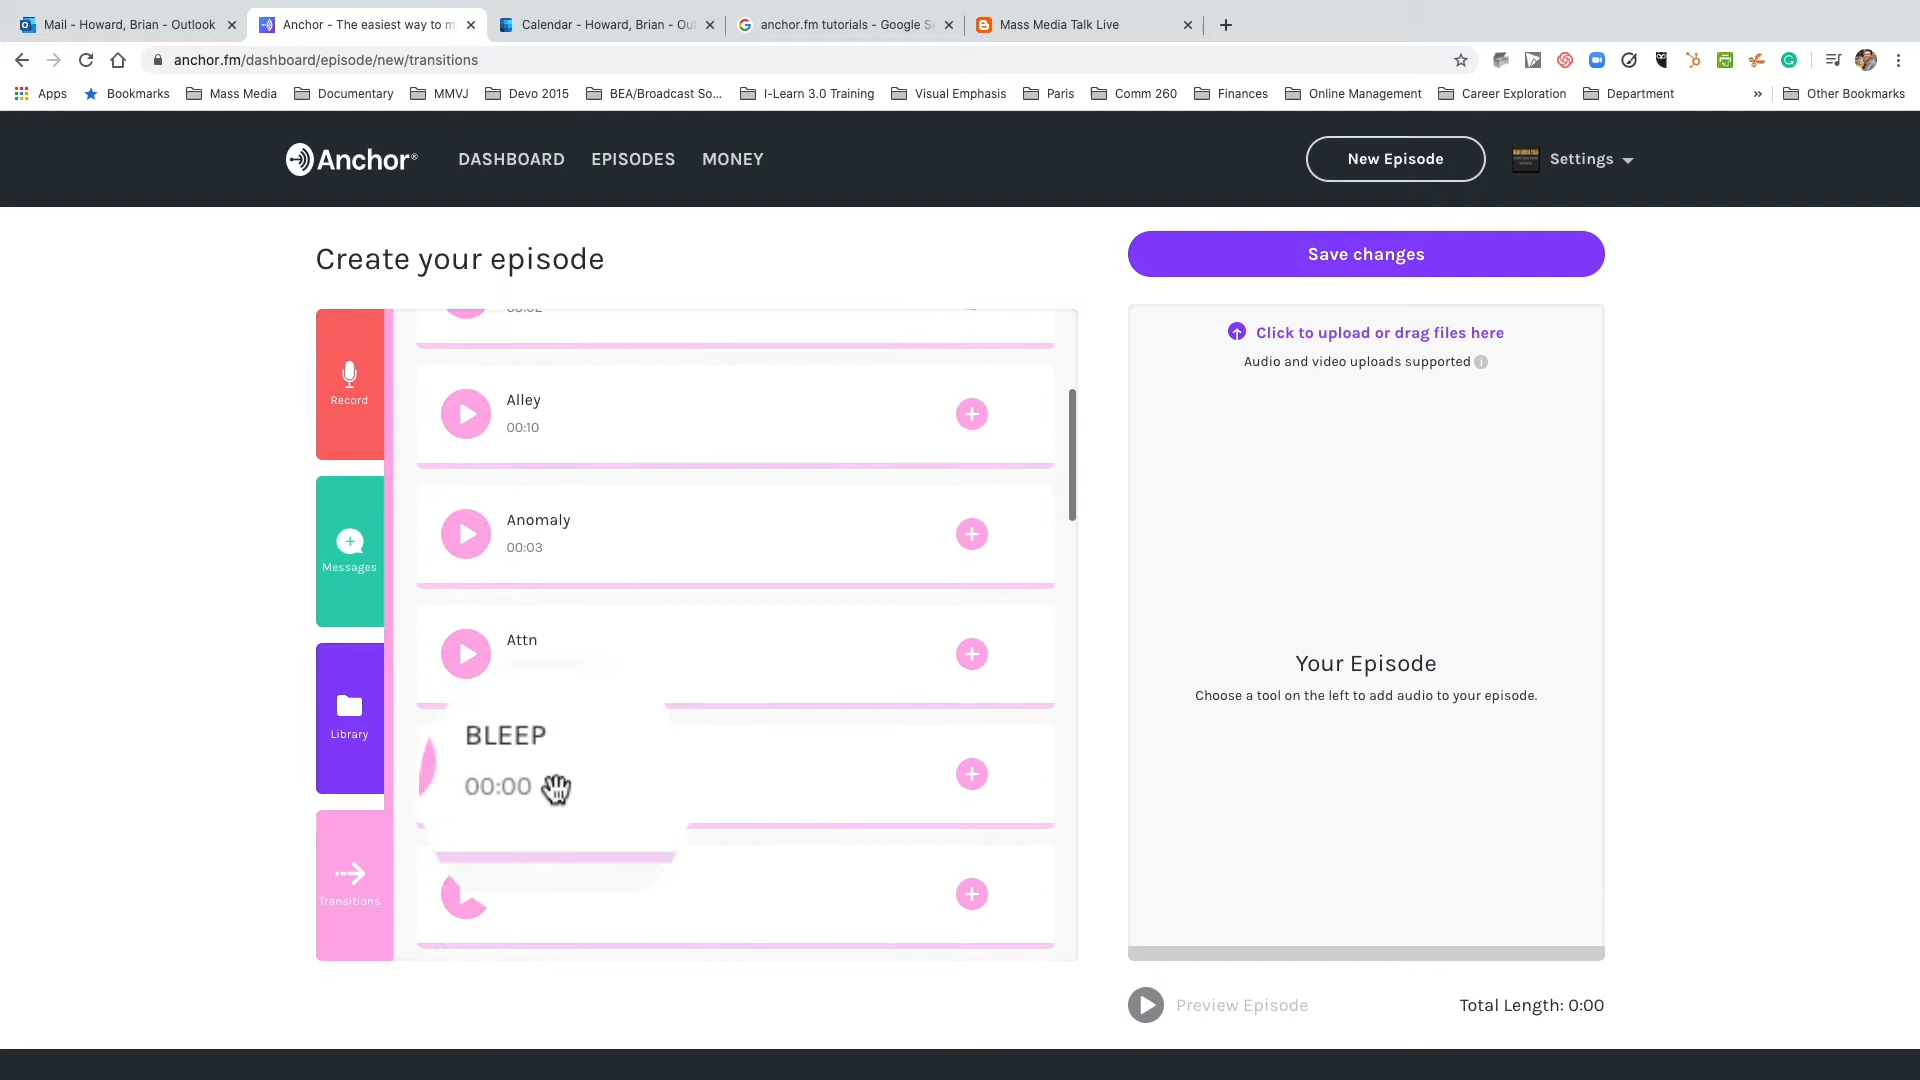 Mail - Howard, Brian - Outlook
Anchor - The easiest way to m
Calendar - Howard, Brian - Out
anchor.fm tutorials - Google Se
Mass Media Talk Live
anchor.fm/dashboard/episode/new/transitions
Apps
Bookmarks
Mass Media
Documentary
MMVJ
Devo 2015
BEA/Broadcast So...
I-Learn 3.0 Training
Visual Emphasis
Paris
Comm 260
Finances
Online Management
Career Exploration
Department
»
Other Bookmarks
Anchor®
DASHBOARD
EPISODES
MONEY
New Episode
Settings
Create your episode
Save changes
Record
Messages
Library
Transitions
Alley
00:10
Anomaly
00:03
Attn
BLEEP
00:00
Click to upload or drag files here
Audio and video uploads supported
Your Episode
Choose a tool on the left to add audio to your episode.
Preview Episode
Total Length: 0:00